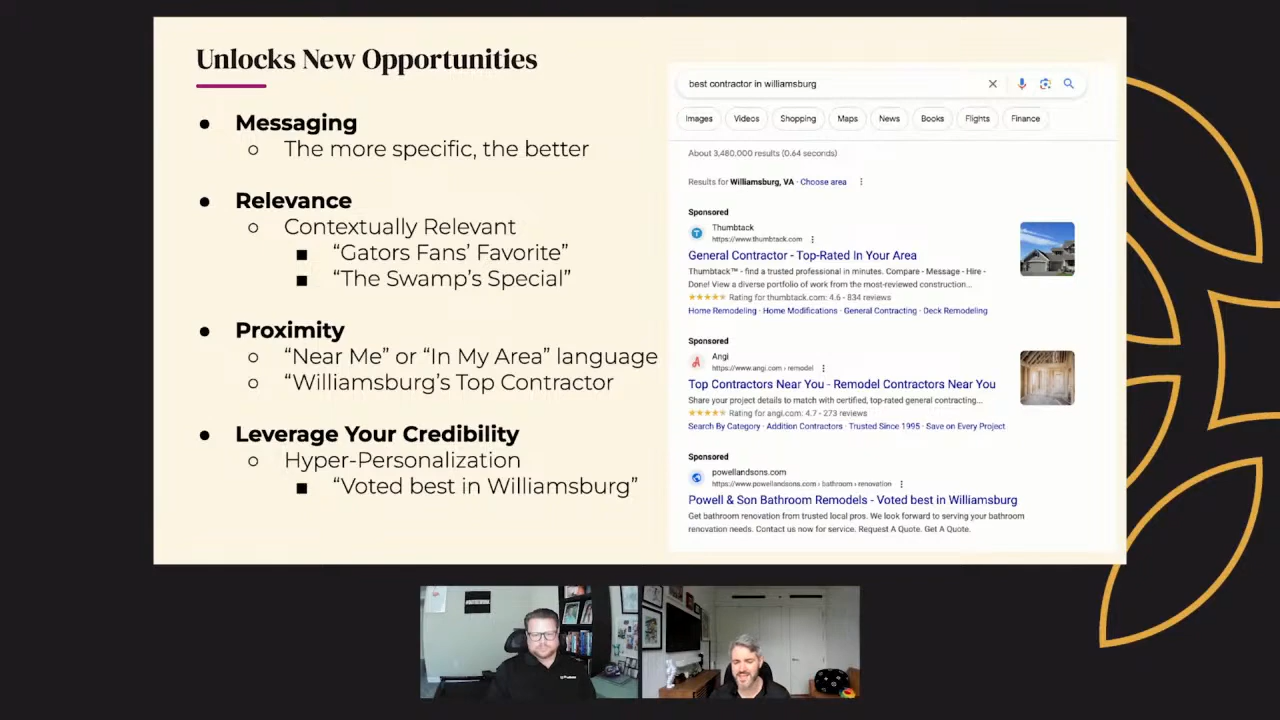 Unlocks New Opportunities
● Messaging
○ The more specific, the better
● Relevance
○ Contextually Relevant
■ “Gators Fans’ Favorite”
■ “The Swamp’s Special”
● Proximity
○ “Near Me” or “In My Area” language
○ “Williamsburg’s Top Contractor
● Leverage Your Credibility
○ Hyper-Personalization
■ “Voted best in Williamsburg”
best contractor in williamsburg
Images Videos Shopping Maps News Books Flights Finance
About 3,480,000 results (0.64 seconds)
Results for Williamsburg, VA · Choose area
Sponsored
Thumbtack
https://www.thumbtack.com
General Contractor - Top-Rated In Your Area
Thumbtack™ - find a trusted professional in minutes. Compare - Message - Hire -
Done! View a diverse portfolio of work from the most-reviewed construction...
Rating for thumbtack.com: 4.6 - 834 reviews
Home Remodeling · Home Modifications · General Contracting · Deck Remodeling
Sponsored
Angi
https://www.angi.com › remodel
Top Contractors Near You - Remodel Contractors Near You
Share your project details to match with certified, top-rated general contracting...
Rating for angi.com: 4.7 - 273 reviews
Search By Category · Addition Contractors · Trusted Since 1995 · Save on Every Project
Sponsored
powellandsons.com
https://www.powellandsons.com › bathroom › renovation
Powell & Son Bathroom Remodels - Voted best in Williamsburg
Get bathroom renovation from trusted local pros. We look forward to serving your bathroom
renovation needs. Contact us now for service. Request A Quote. Get A Quote.